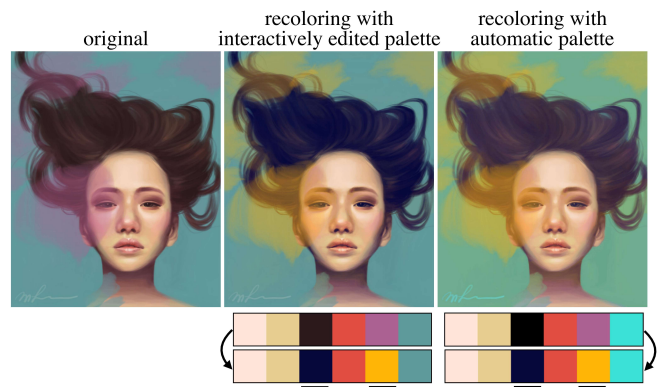 original
recoloring with
interactively edited palette
recoloring with
automatic palette